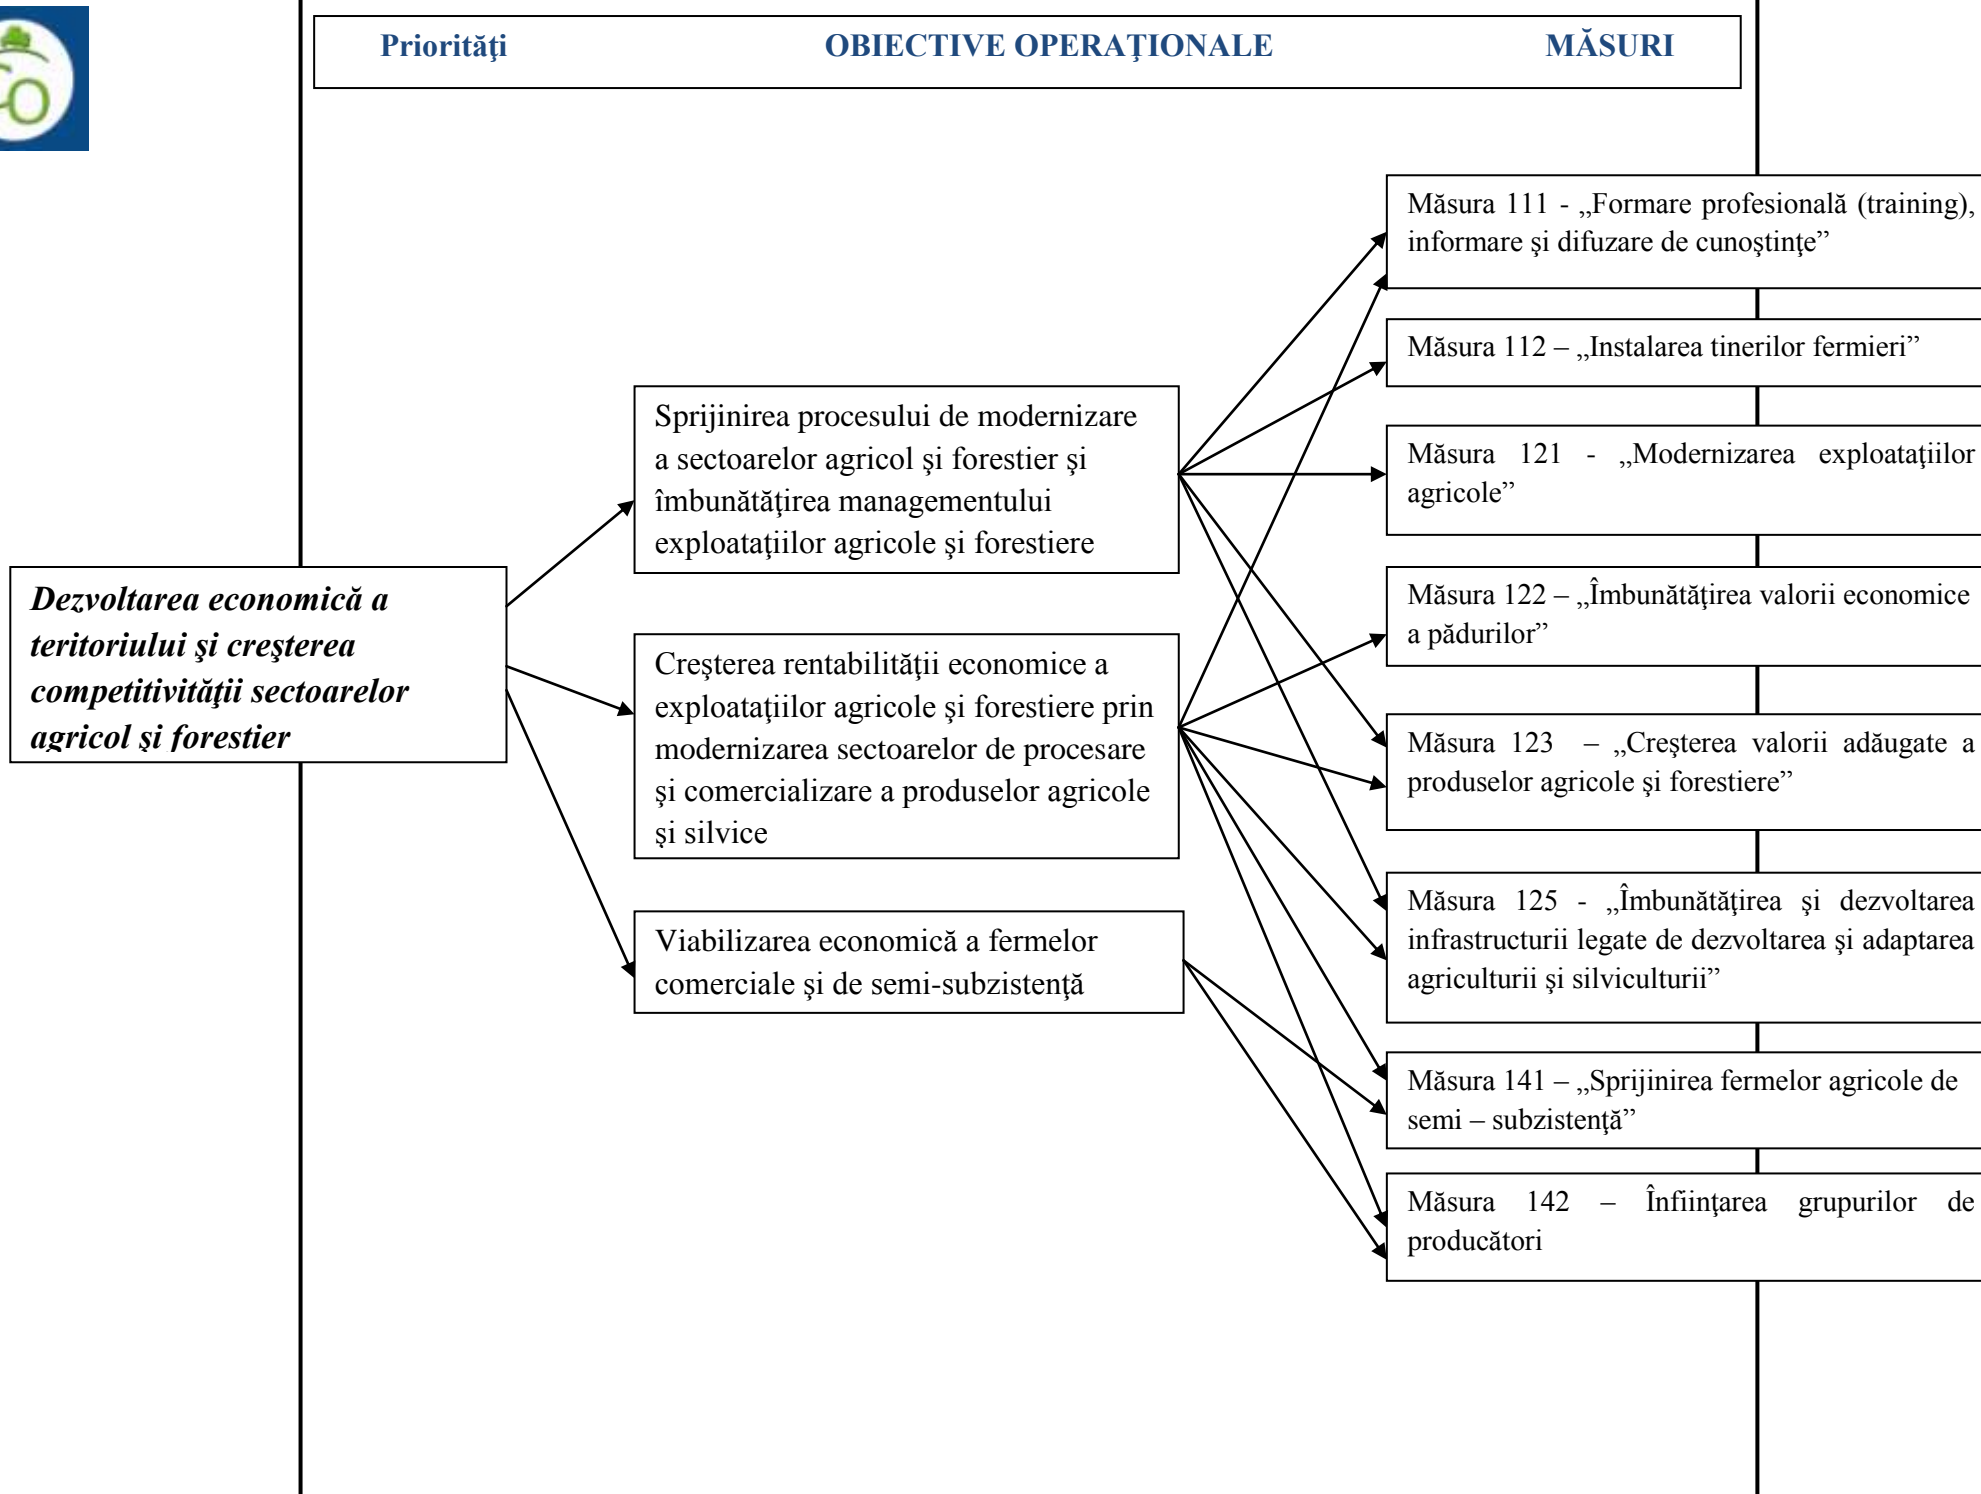 Priorităţi OBIECTIVE OPERAŢIONALE MĂSURI
Dezvoltarea economică a
teritoriului şi creşterea
competitivităţii sectoarelor
agricol şi forestier
Sprijinirea procesului de modernizare
a sectoarelor agricol şi forestier şi
îmbunătăţirea managementului
exploataţiilor agricole şi forestiere
Creşterea rentabilităţii economice a
exploataţiilor agricole şi forestiere prin
modernizarea sectoarelor de procesare
şi comercializare a produselor agricole
şi silvice
Viabilizarea economică a fermelor
comerciale şi de semi-subzistenţă
Măsura 111 - „Formare profesională (training),
informare şi difuzare de cunoştinţe”
Măsura 112 – „Instalarea tinerilor fermieri”
Măsura 121 - „Modernizarea exploataţiilor
agricole”
Măsura 122 – „Îmbunătăţirea valorii economice
a pădurilor”
Măsura 123 – „Creşterea valorii adăugate a
produselor agricole şi forestiere”
Măsura 125 - „Îmbunătăţirea şi dezvoltarea
infrastructurii legate de dezvoltarea şi adaptarea
agriculturii şi silviculturii”
Măsura 141 – „Sprijinirea fermelor agricole de
semi – subzistenţă”
Măsura 142 – Înfiinţarea grupurilor de
producători